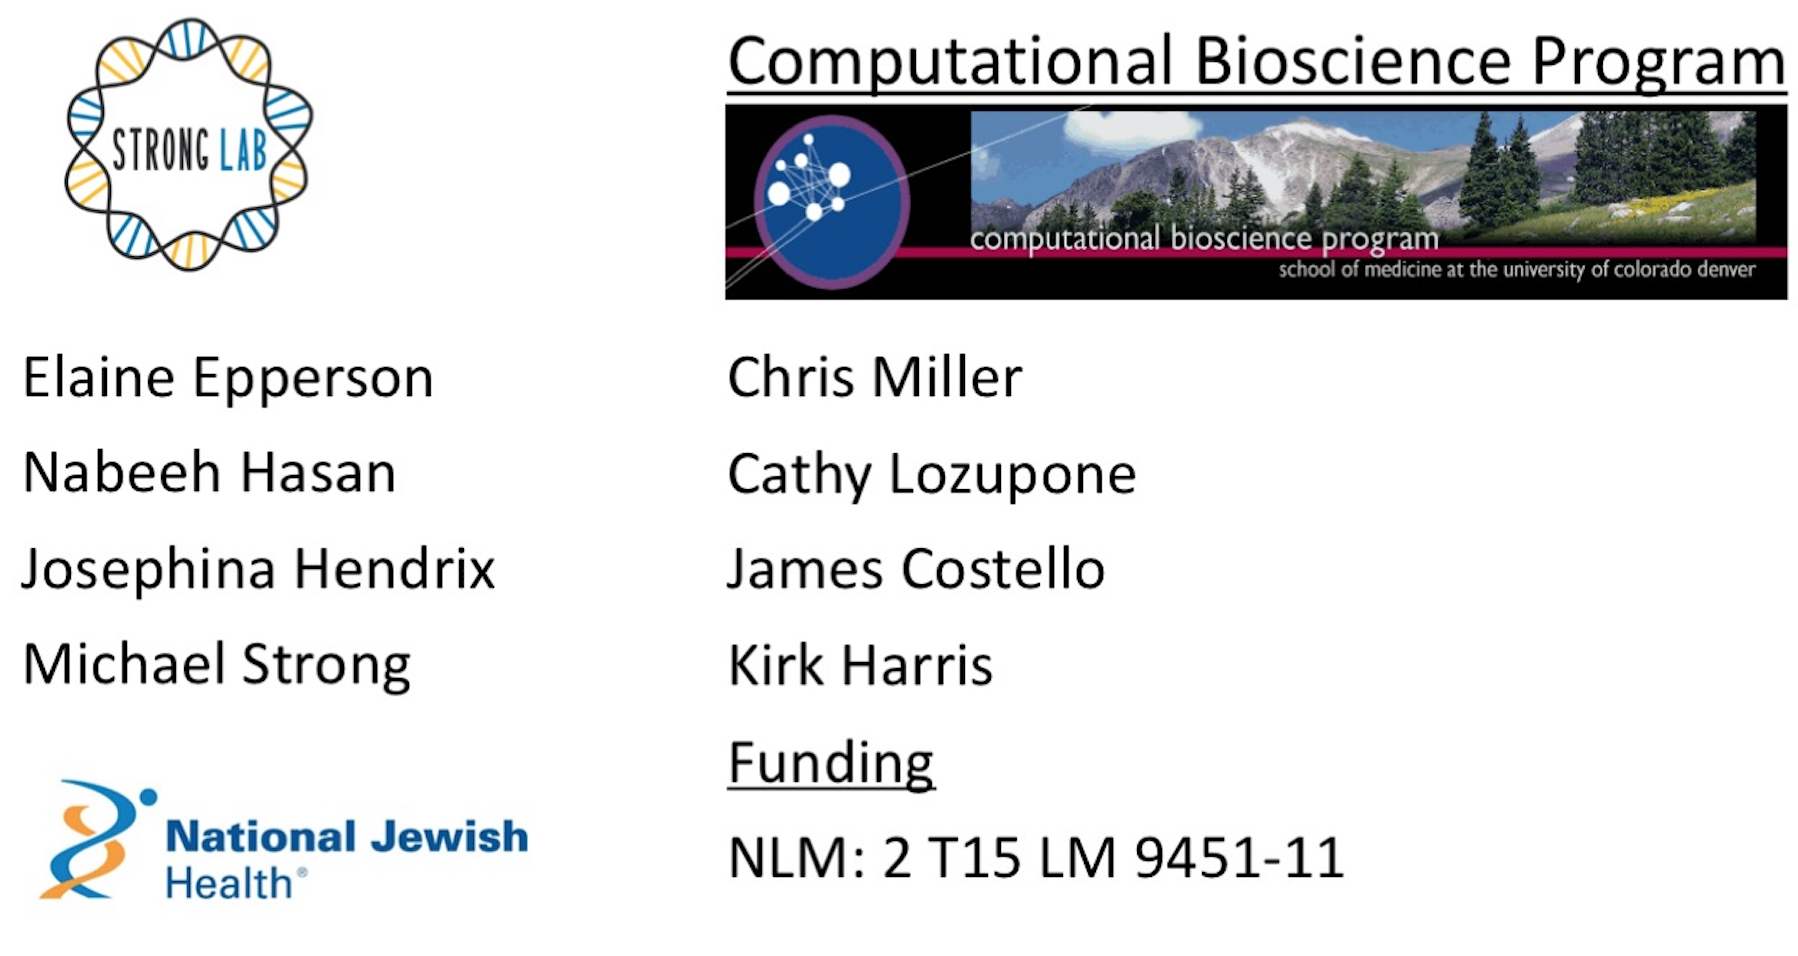 STRONG LAB
Elaine Epperson
Nabeeh Hasan
Josephina Hendrix
Michael Strong
National Jewish
Health®
Computational Bioscience Program
computational bioscience program
school of medicine at the university of colorado denver
Chris Miller
Cathy Lozupone
James Costello
Kirk Harris
Funding
NLM: 2 T15 LM 9451-11